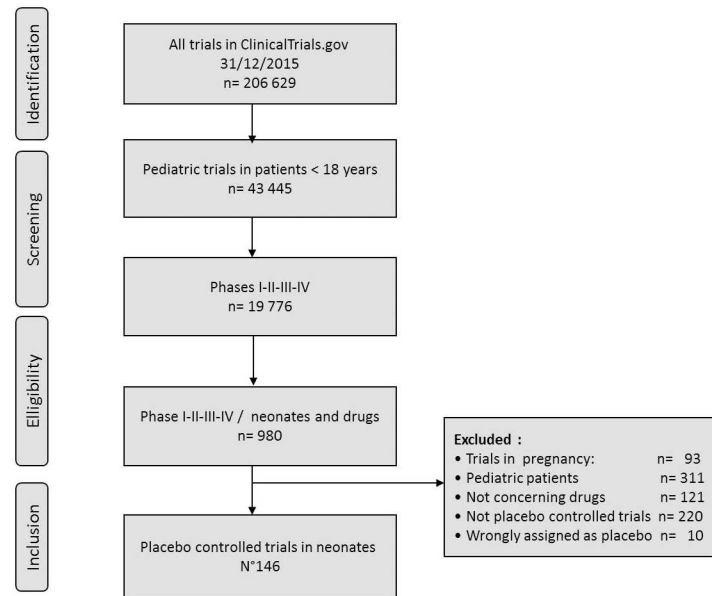 Identification
All trials in ClinicalTrials.gov
31/12/2015
n= 206 629
Screening
Pediatric trials in patients < 18 years
n= 43 445
Phases I-II-III-IV
n= 19 776
Elligibility
Phase I-II-III-IV / neonates and drugs
n= 980
Excluded :
• Trials in pregnancy: n= 93
• Pediatric patients n= 311
• Not concerning drugs n= 121
• Not placebo controlled trials n= 220
• Wrongly assigned as placebo n= 10
Inclusion
Placebo controlled trials in neonates
N°146